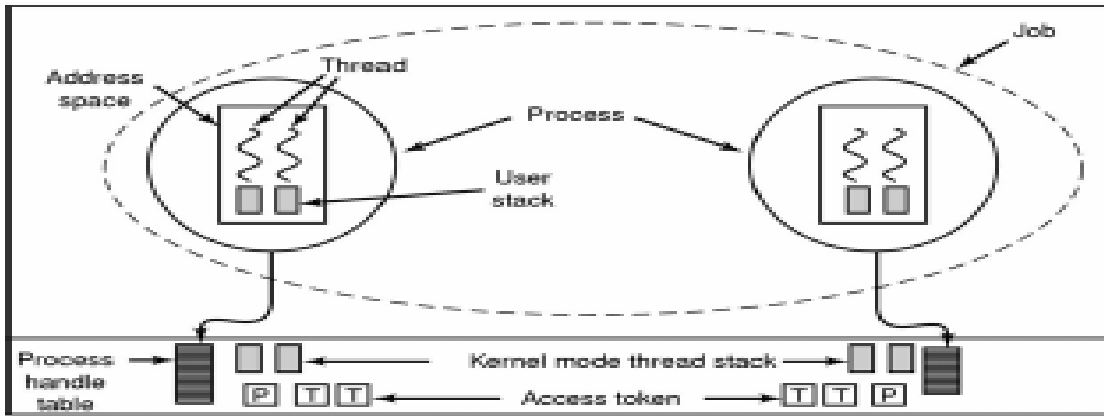 Job
Address
space
Thread
Process
User
stack
Process
handle
table
Kernel mode thread stack
P
T
T
Access token
T
T
P